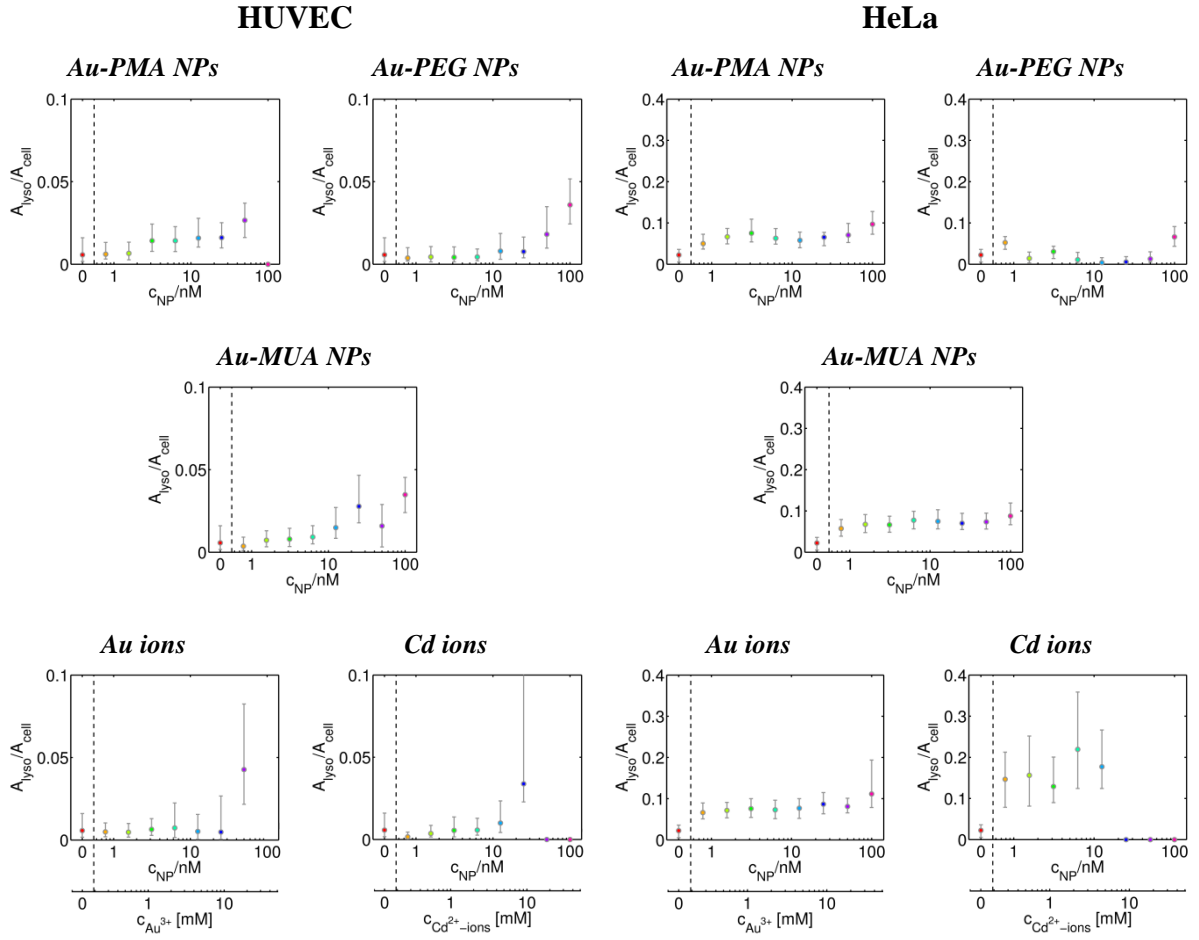 HUVEC HeLa
Au-PMA NPs Au-PEG NPs Au-PMA NPs Au-PEG NPs
0.1 0.1 0.4 0.4
0.3 0.3
A_lyso/A_cell 0.05 A_lyso/A_cell 0.05 A_lyso/A_cell 0.2 A_lyso/A_cell 0.2
0.1 0.1
0 0 0 0
0 1 10 100 0 1 10 100 0 1 10 100 0 1 10 100
c_NP/nM c_NP/nM c_NP/nM c_NP/nM
Au-MUA NPs Au-MUA NPs
0.1 0.4
0.3
A_lyso/A_cell 0.05 A_lyso/A_cell 0.2
0.1
0 0
0 1 10 100 0 1 10 100
c_NP/nM c_NP/nM
Au ions Cd ions Au ions Cd ions
0.1 0.1 0.4 0.4
0.3 0.3
A_lyso/A_cell 0.05 A_lyso/A_cell 0.05 A_lyso/A_cell 0.2 A_lyso/A_cell 0.2
0.1 0.1
0 0 0 0
0 1 10 100 0 1 10 100 0 1 10 100 0 1 10 100
c_NP/nM c_NP/nM c_NP/nM c_NP/nM
0 1 10 0 1 10 0 1 10 0 1 10
c_Au³⁺ [mM] c_Cd²⁺-ions [mM] c_Au³⁺ [mM] c_Cd²⁺-ions [mM]